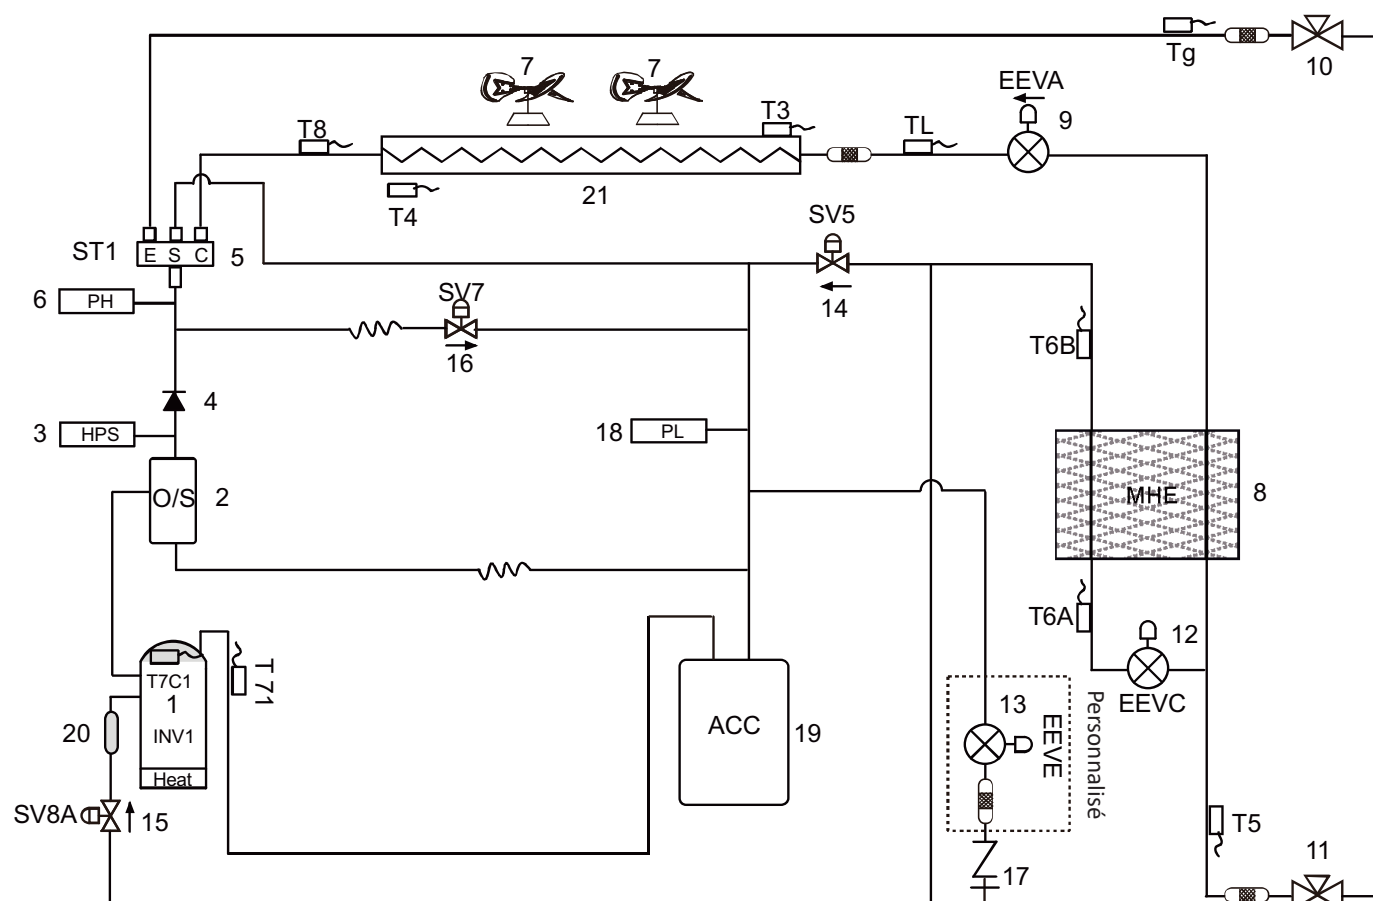 Tg
10
7
7
EEVA
9
T8
T3
TL
T4
21
ST1
E S C
5
SV5
14
6
PH
SV7
16
T6B
4
3
HPS
18
PL
O/S
2
MHE
8
T6A
12
EEVC
T7C1
1
INV1
Heat
T71
20
SV8A
15
ACC
19
13
EEVE
Personnalisé
17
T5
11